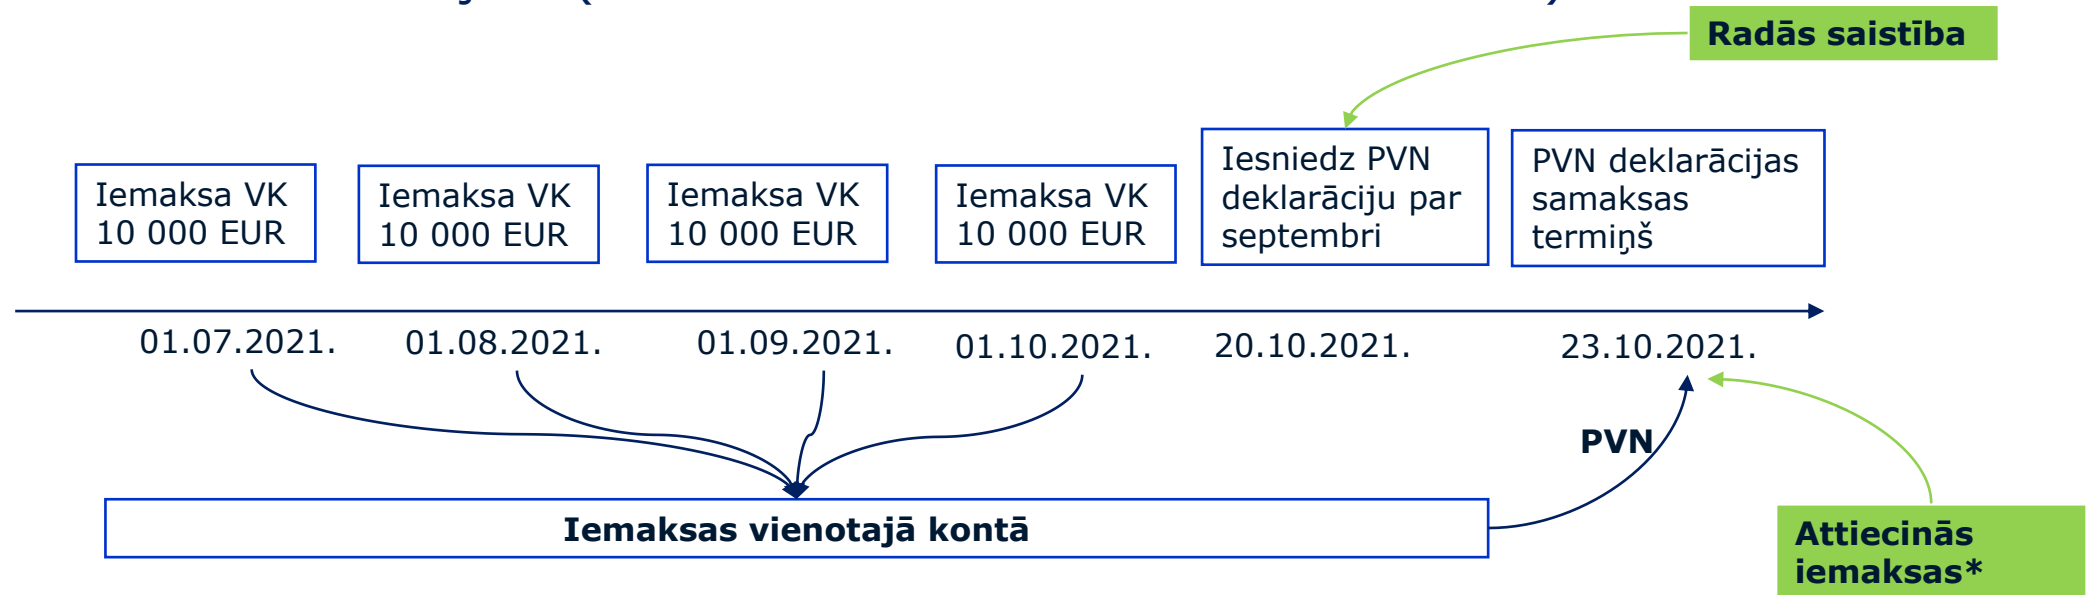 Radās saistība
Iemaksa VK
10 000 EUR
Iemaksa VK
10 000 EUR
Iemaksa VK
10 000 EUR
Iemaksa VK
10 000 EUR
Iesniedz PVN
deklarāciju par
septembri
PVN deklarācijas
samaksas
termiņš
01.07.2021.
01.08.2021.
01.09.2021.
01.10.2021.
20.10.2021.
23.10.2021.
PVN
Iemaksas vienotajā kontā
Attiecinās
iemaksas*